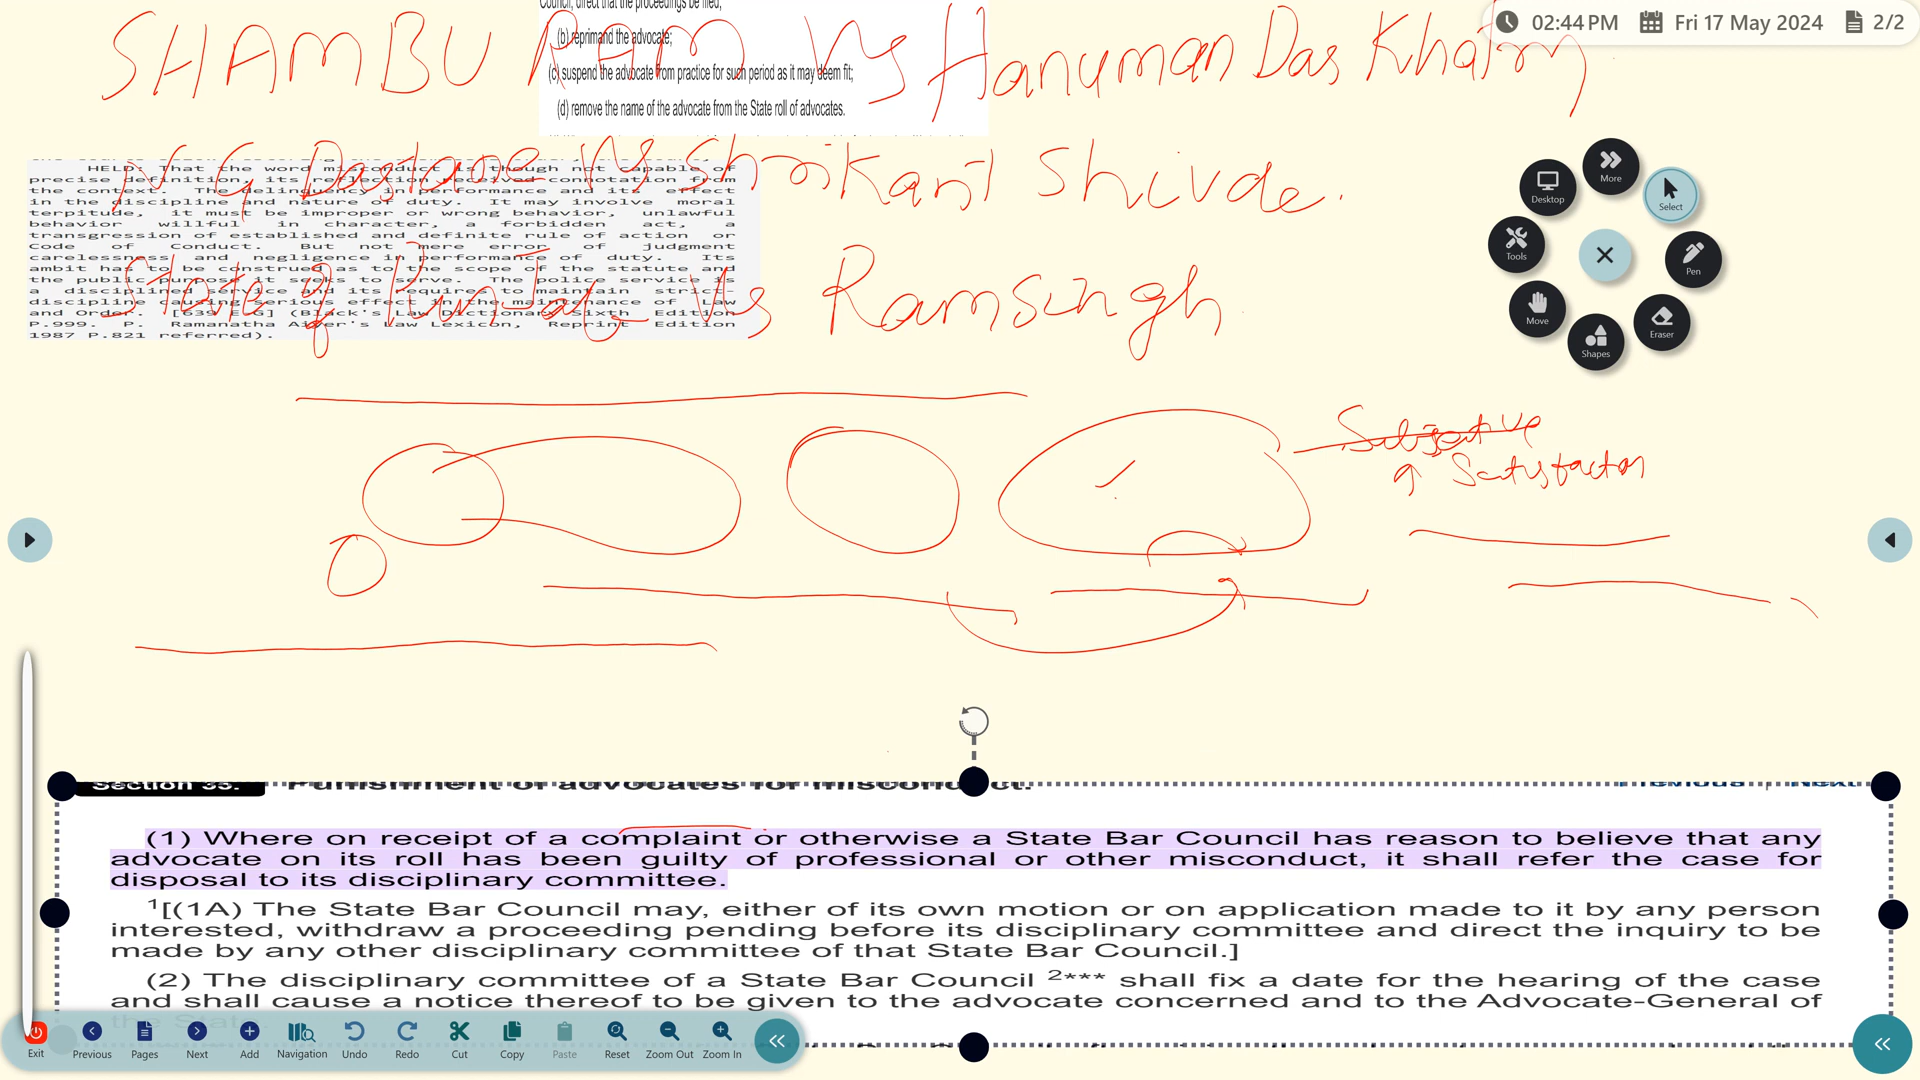 02:44 PM Fri 17 May 2024 2/2
Council, direct that the proceedings be filed;
(b) reprimand the advocate;
(c) suspend the advocate from practice for such period as it may deem fit;
(d) remove the name of the advocate from the State roll of advocates.
SHAMBU RAM Vs Hanuman Das Khatry
N.G Dastane Vs Shrikant Shivde.
State of Punjab Vs Ramsingh
HELD: That the word misconduct is though not capable of
precise definition, its reflection receive connotation from
the context. The delinquency in performance and its effect
in the discipline and nature of duty. It may involve moral
terpitude, it must be improper or wrong behavior, unlawful
behavior willful in character, a forbidden act, a
transgression of established and definite rule of action or
Code of Conduct. But not mere error of judgment
carelessness and negligence in performance of duty. Its
ambit has to be construed as to the scope of the statute and
the public purpose it seeks to serve. The police service is
a disciplined service and its requires to maintain strict-
discipline causing serious effect in the maintenance of Law
and Order. [639 E-G] (Black's Law Dictionary Sixth Edition
P.999. P. Ramanatha Aiyer's Law Lexicon, Reprint Edition
1987 P.821 referred).
More
Desktop
Select
Tools
Pen
Move
Eraser
Shapes
Subjective
Satisfaction
Section 35. Punishment of advocates for misconduct. Previous | Next
(1) Where on receipt of a complaint or otherwise a State Bar Council has reason to believe that any
advocate on its roll has been guilty of professional or other misconduct, it shall refer the case for
disposal to its disciplinary committee.
1[(1A) The State Bar Council may, either of its own motion or on application made to it by any person
interested, withdraw a proceeding pending before its disciplinary committee and direct the inquiry to be
made by any other disciplinary committee of that State Bar Council.]
(2) The disciplinary committee of a State Bar Council 2*** shall fix a date for the hearing of the case
and shall cause a notice thereof to be given to the advocate concerned and to the Advocate-General of
the State.
Exit Previous Pages Next Add Navigation Undo Redo Cut Copy Paste Reset Zoom Out Zoom In